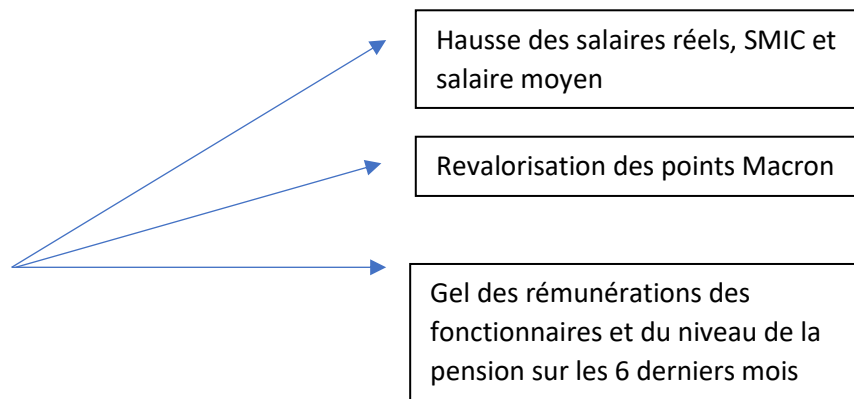 Hausse des salaires réels, SMIC et
salaire moyen
Revalorisation des points Macron
Gel des rémunérations des
fonctionnaires et du niveau de la
pension sur les 6 derniers mois